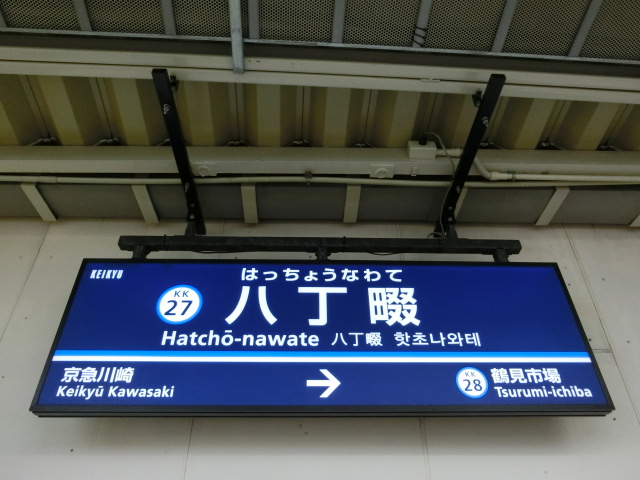 KEIKYU
はっちょうなわて
KK 27 八丁畷
Hatchō-nawate 八丁畷 핫초나와테
京急川崎 → KK 28 鶴見市場
Keikyū Kawasaki Tsurumi-ichiba